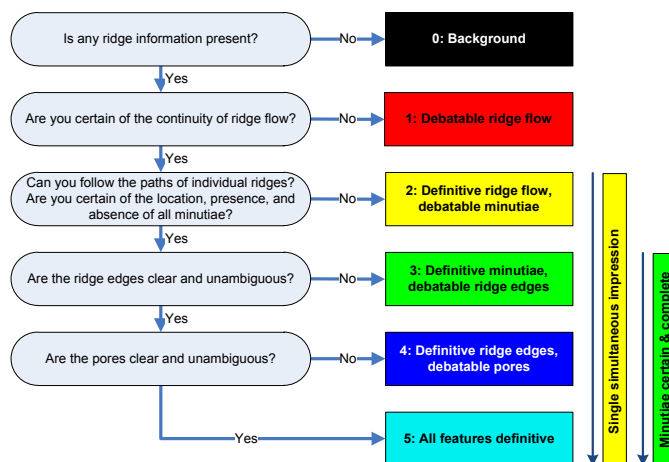 Is any ridge information present?
No
0: Background
Yes
Are you certain of the continuity of ridge flow?
No
1: Debatable ridge flow
Yes
Can you follow the paths of individual ridges?
Are you certain of the location, presence, and
absence of all minutiae?
No
2: Definitive ridge flow,
debatable minutiae
Yes
Are the ridge edges clear and unambiguous?
No
3: Definitive minutiae,
debatable ridge edges
Yes
Are the pores clear and unambiguous?
No
4: Definitive ridge edges,
debatable pores
Yes
5: All features definitive
Single simultaneous impression
Minutiae certain & complete